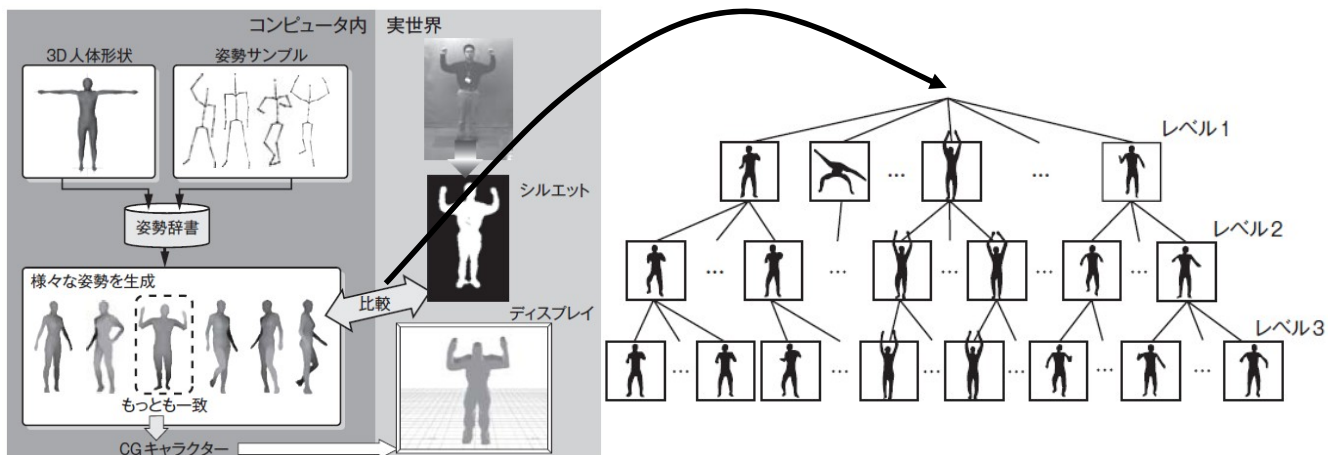 コンピュータ内
実世界
3D人体形状
姿勢サンプル
シルエット
姿勢辞書
様々な姿勢を生成
比較
ディスプレイ
もっとも一致
CGキャラクター
レベル1
…
…
レベル2
…
…
…
レベル3
…
…
…
…
…